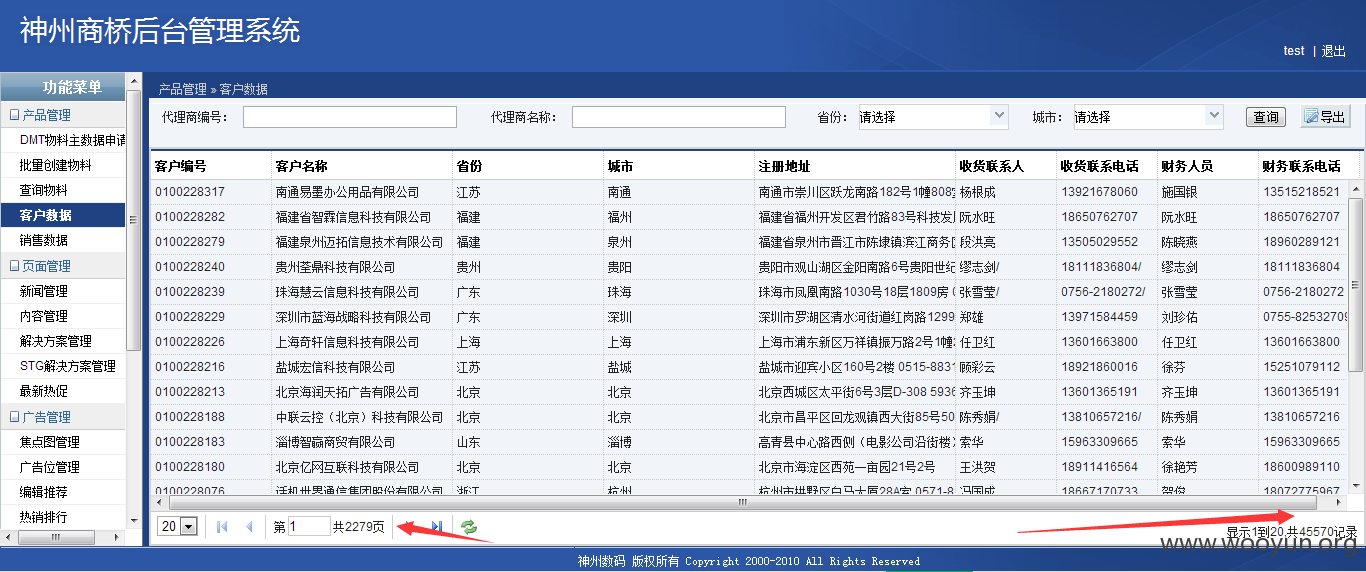 神州商桥后台管理系统
test | 退出
功能菜单
产品管理
DMT物料主数据申请
批量创建物料
查询物料
客户数据
销售数据
页面管理
新闻管理
内容管理
解决方案管理
STG解决方案管理
最新热促
广告管理
焦点图管理
广告位管理
编辑推荐
热销排行
产品管理 » 客户数据
代理商编号： 代理商名称： 省份： 请选择 城市： 请选择 查询 导出
客户编号 客户名称 省份 城市 注册地址 收货联系人 收货联系电话 财务人员 财务联系电话
0100228317 南通易墨办公用品有限公司 江苏 南通 南通市崇川区跃龙南路182号1幢808室 杨根成 13921678060 施国银 13515218521
0100228282 福建省智霖信息科技有限公司 福建 福州 福建省福州开发区君竹路83号科技发 阮水旺 18650762707 阮水旺 18650762707
0100228279 福建泉州迈拓信息技术有限公司 福建 泉州 福建省泉州市晋江市陈埭镇滨江商务 段洪亮 13505029552 陈晓燕 18960289121
0100228240 贵州荃鼎科技有限公司 贵州 贵阳 贵阳市观山湖区金阳南路6号贵阳世纪 缪志剑/ 18111836804/ 缪志剑 18111836804
0100228239 珠海慧云信息科技有限公司 广东 珠海 珠海市凤凰南路1030号18层1809房 张雪莹/ 0756-2180272/ 张雪莹 0756-2180272
0100228229 深圳市蓝海战略科技有限公司 广东 深圳 深圳市罗湖区清水河街道红岗路1299 郑雄 13971584459 刘珍佑 0755-8253270
0100228226 上海奇轩信息科技有限公司 上海 上海 上海市浦东新区万祥镇振万路2号1幢 任卫红 13601663800 任卫红 13601663800
0100228216 盐城宏信科技有限公司 江苏 盐城 盐城市迎宾小区160号2楼 0515-8831 顾彩云 18921860016 徐芬 15251079112
0100228213 北京海润天拓广告有限公司 北京 北京 北京西城区太平街6号3层D-308 5936 齐玉坤 13601365191 齐玉坤 13601365191
0100228188 中联云控（北京）科技有限公司 北京 北京 北京市昌平区回龙观镇西大街85号50 陈秀娟/ 13810657216/ 陈秀娟 13810657216
0100228183 淄博智赢商贸有限公司 山东 淄博 高青县中心路西侧（电影公司沿街楼） 索华 15963309665 索华 15963309665
0100228180 北京亿网互联科技有限公司 北京 北京 北京市海淀区西苑一亩园21号2号 王洪贺 18911416564 徐艳芳 18600989110
0100228076 话机世界通信集团股份有限公司 浙江 杭州 杭州市拱野区白马大厦28A室 0571-8 冯国成 18667170733 贺俊 18072775967
20 第 1 共2279页 显示1到20,共45570记录
www.wooyun.org
神州数码 版权所有 Copyright 2000-2010 All Rights Reserved